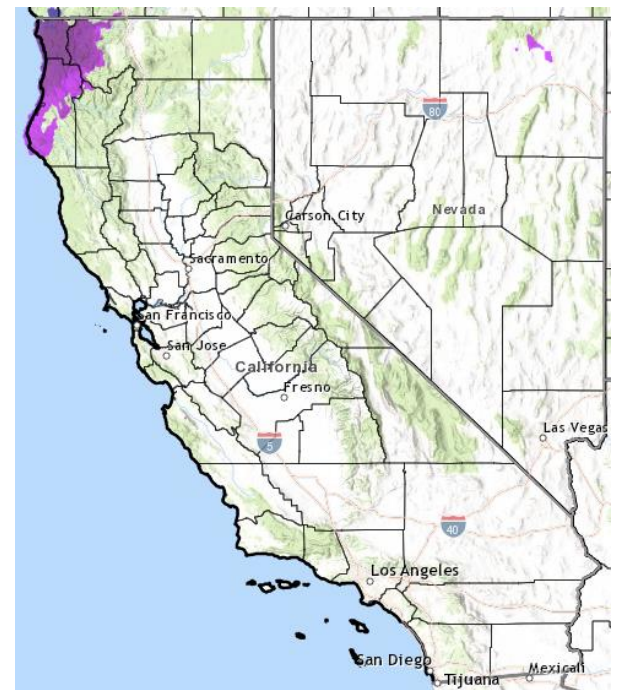 80
Nevada
Carson City
Sacramento
San Francisco
San Jose
California
Fresno
5
Las Vegas
40
Los Angeles
San Diego
Tijuana
Mexicali